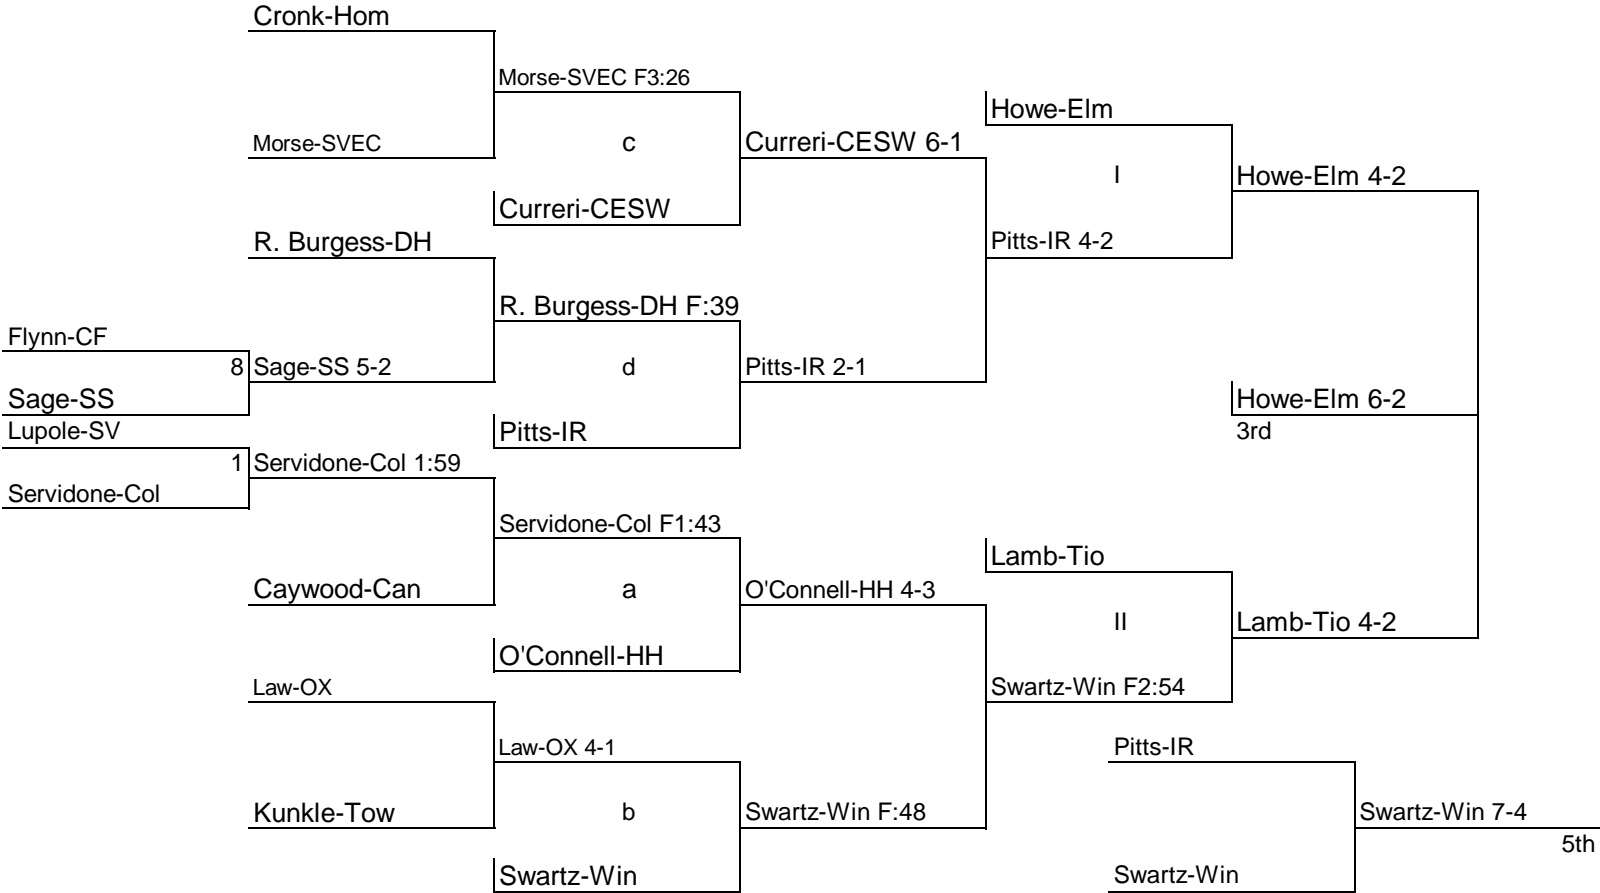 Cronk-Hom
Morse-SVEC F3:26
Howe-Elm
Morse-SVEC
c
Curreri-CESW 6-1
I
Howe-Elm 4-2
Curreri-CESW
R. Burgess-DH
Pitts-IR 4-2
R. Burgess-DH F:39
Flynn-CF
8
Sage-SS 5-2
d
Pitts-IR 2-1
Sage-SS
Howe-Elm 6-2
Lupole-SV
Pitts-IR
3rd
1
Servidone-Col 1:59
Servidone-Col
Servidone-Col F1:43
Lamb-Tio
Caywood-Can
a
O'Connell-HH 4-3
II
Lamb-Tio 4-2
O'Connell-HH
Law-OX
Swartz-Win F2:54
Law-OX 4-1
Pitts-IR
Kunkle-Tow
b
Swartz-Win F:48
Swartz-Win 7-4
5th
Swartz-Win
Swartz-Win